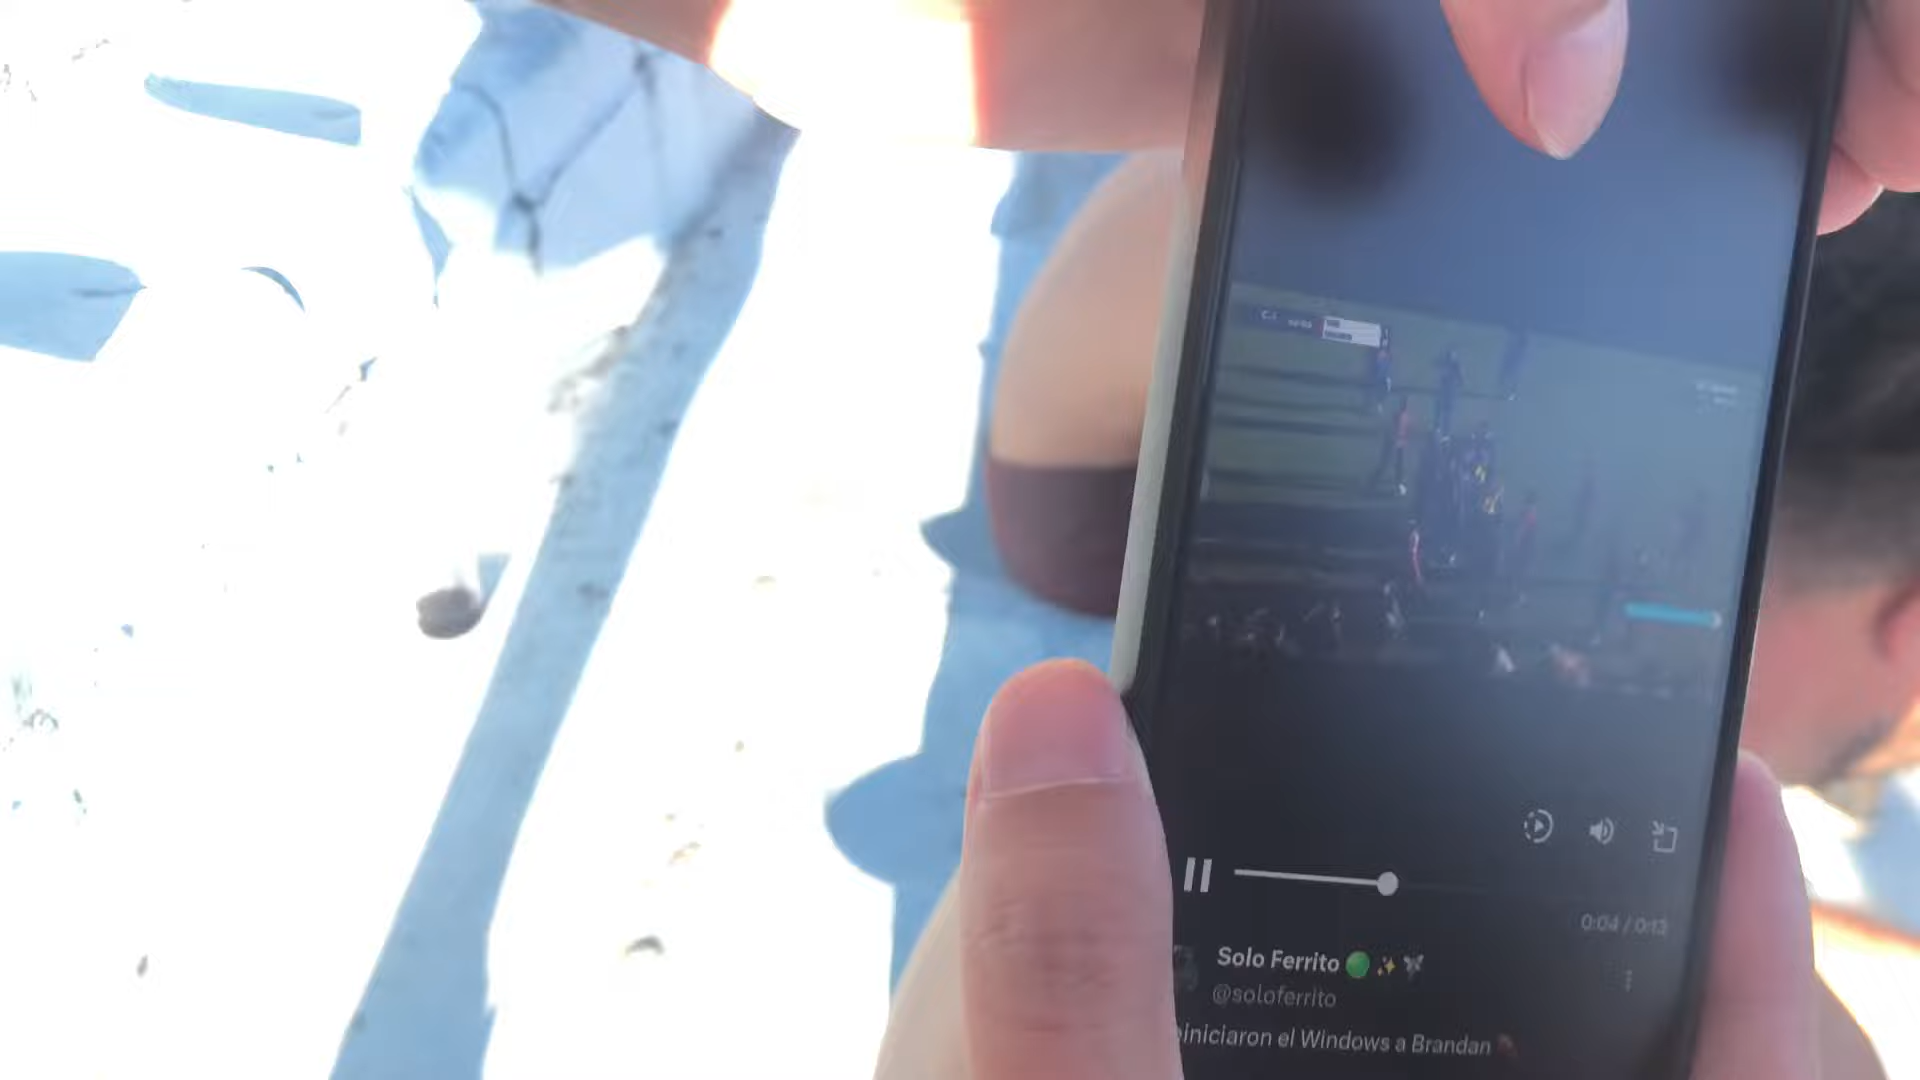 0:04 / 0:13
Solo Ferrito
@soloferrito
einiciaron el Windows a Brandan